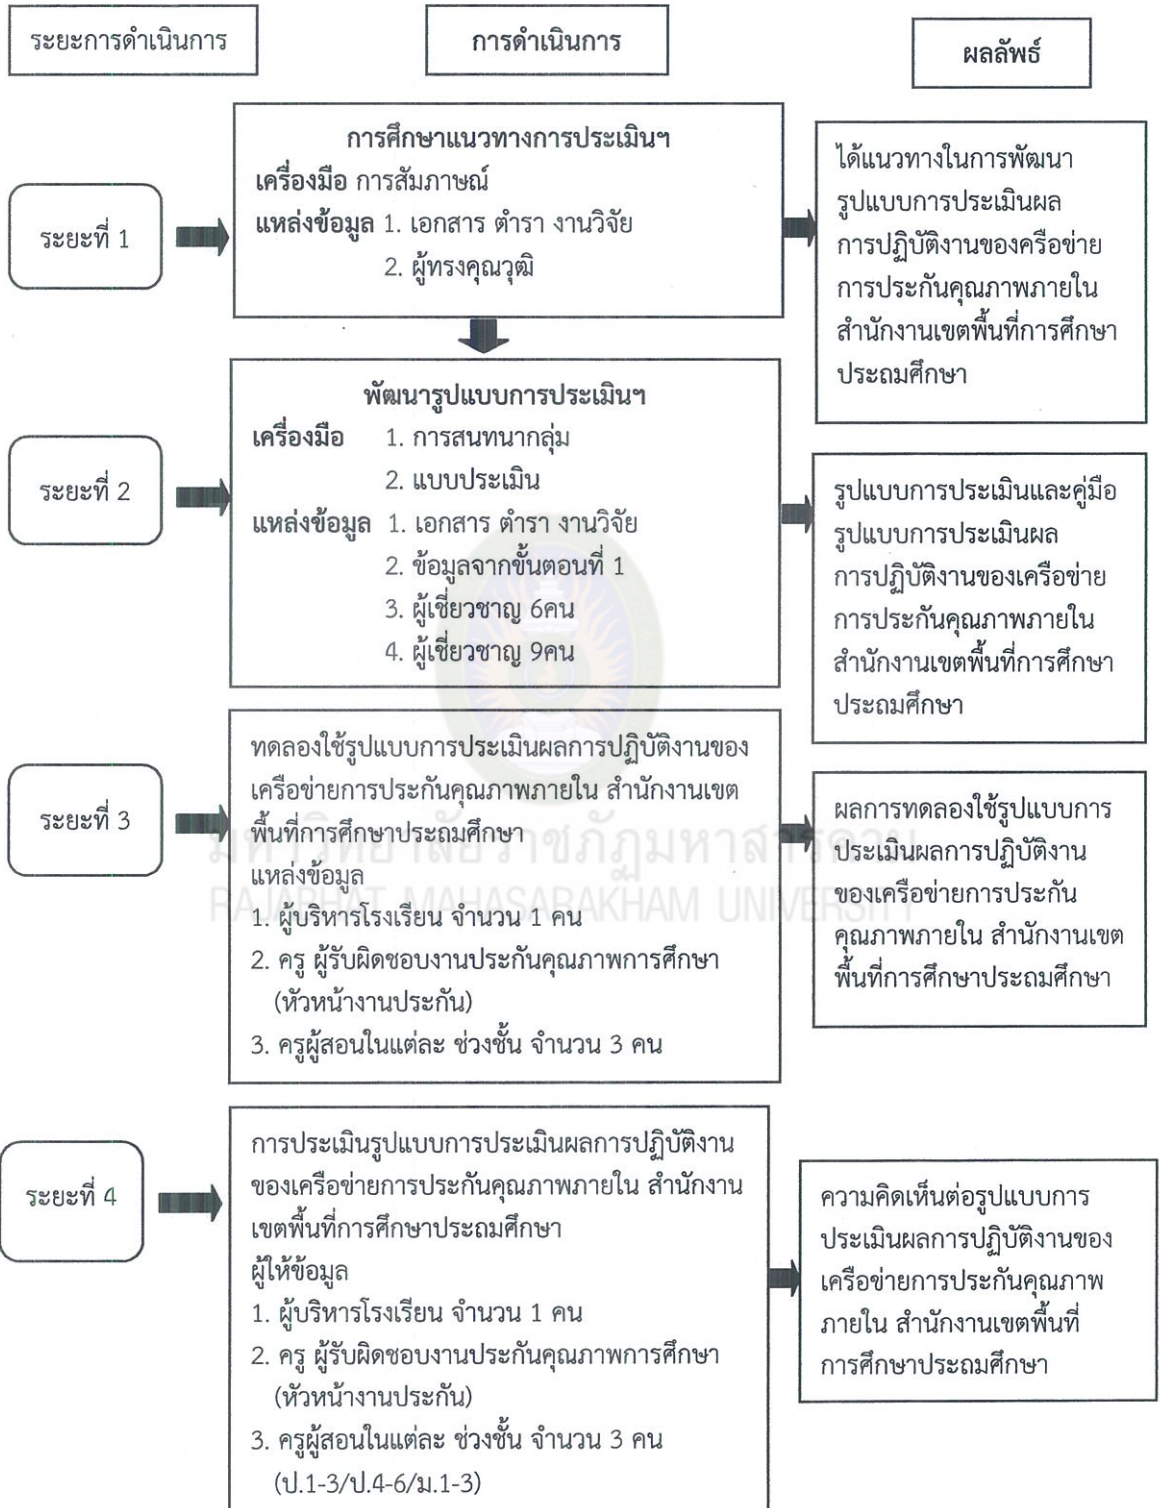 ระยะการดำเนินการ
การดำเนินการ
ผลลัพธ์
ระยะที่ 1
การศึกษาแนวทางการประเมินฯ
เครื่องมือ การสัมภาษณ์
แหล่งข้อมูล 1. เอกสาร ตำรา งานวิจัย
2. ผู้ทรงคุณวุฒิ
ได้แนวทางในการพัฒนา
รูปแบบการประเมินผล
การปฏิบัติงานของครือข่าย
การประกันคุณภาพภายใน
สำนักงานเขตพื้นที่การศึกษา
ประถมศึกษา
ระยะที่ 2
พัฒนารูปแบบการประเมินฯ
เครื่องมือ 1. การสนทนากลุ่ม
2. แบบประเมิน
แหล่งข้อมูล 1. เอกสาร ตำรา งานวิจัย
2. ข้อมูลจากขั้นตอนที่ 1
3. ผู้เชี่ยวชาญ 6คน
4. ผู้เชี่ยวชาญ 9คน
รูปแบบการประเมินและคู่มือ
รูปแบบการประเมินผล
การปฏิบัติงานของเครือข่าย
การประกันคุณภาพภายใน
สำนักงานเขตพื้นที่การศึกษา
ประถมศึกษา
ระยะที่ 3
ทดลองใช้รูปแบบการประเมินผลการปฏิบัติงานของ
เครือข่ายการประกันคุณภาพภายใน สำนักงานเขต
พื้นที่การศึกษาประถมศึกษา
แหล่งข้อมูล
1. ผู้บริหารโรงเรียน จำนวน 1 คน
2. ครู ผู้รับผิดชอบงานประกันคุณภาพการศึกษา
(หัวหน้างานประกัน)
3. ครูผู้สอนในแต่ละ ช่วงชั้น จำนวน 3 คน
ผลการทดลองใช้รูปแบบการ
ประเมินผลการปฏิบัติงาน
ของเครือข่ายการประกัน
คุณภาพภายใน สำนักงานเขต
พื้นที่การศึกษาประถมศึกษา
มหาวิทยาลัยราชภัฏมหาสารคาม
RAJABHAT MAHASARAKHAM UNIVERSITY
ระยะที่ 4
การประเมินรูปแบบการประเมินผลการปฏิบัติงาน
ของเครือข่ายการประกันคุณภาพภายใน สำนักงาน
เขตพื้นที่การศึกษาประถมศึกษา
ผู้ให้ข้อมูล
1. ผู้บริหารโรงเรียน จำนวน 1 คน
2. ครู ผู้รับผิดชอบงานประกันคุณภาพการศึกษา
(หัวหน้างานประกัน)
3. ครูผู้สอนในแต่ละ ช่วงชั้น จำนวน 3 คน
(ป.1-3/ป.4-6/ม.1-3)
ความคิดเห็นต่อรูปแบบการ
ประเมินผลการปฏิบัติงานของ
เครือข่ายการประกันคุณภาพ
ภายใน สำนักงานเขตพื้นที่
การศึกษาประถมศึกษา